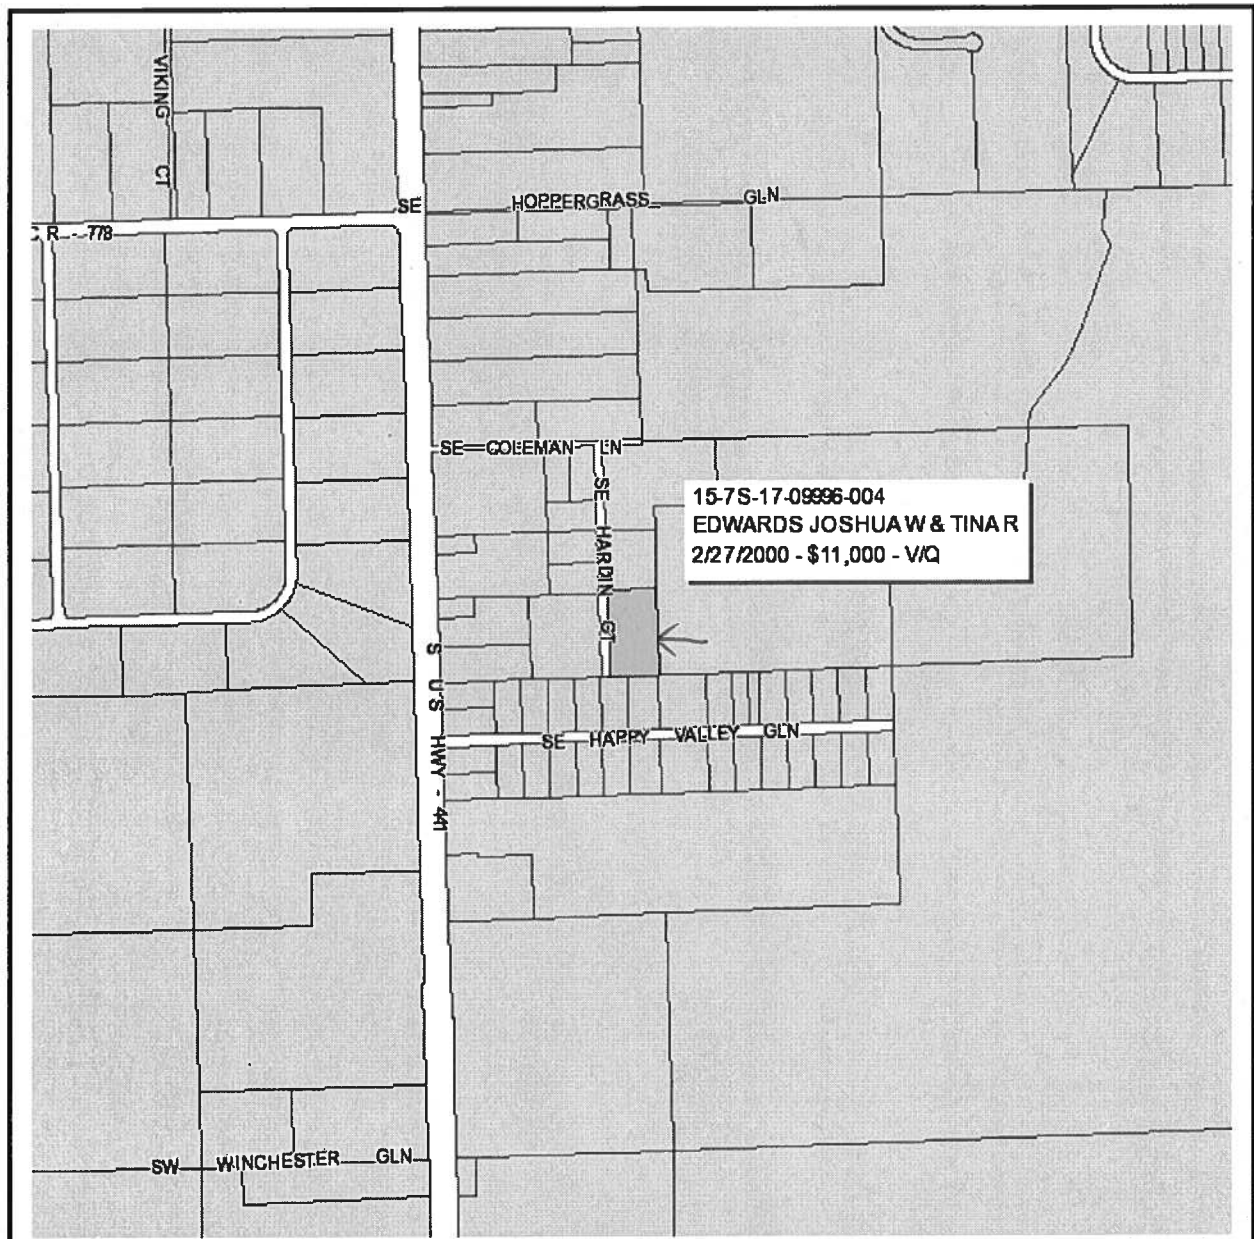 VIKING CT
SE HOPPERGRASS GLN
C R - 778
SE COLEMAN LN
SE HARDIN CT
15-7S-17-09996-004
EDWARDS JOSHUA W & TINA R
2/27/2000 - $11,000 - V/Q
S US HWY - 441
SE HAPPY VALLEY GLN
SW WINCHESTER GLN